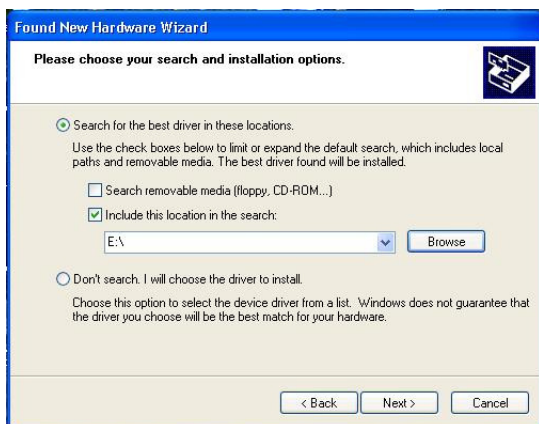 Found New Hardware Wizard
Please choose your search and installation options.
Search for the best driver in these locations.
Use the check boxes below to limit or expand the default search, which includes local
paths and removable media. The best driver found will be installed.
Search removable media (floppy, CD-ROM...)
Include this location in the search:
E:\
Browse
Don't search. I will choose the driver to install.
Choose this option to select the device driver from a list. Windows does not guarantee that
the driver you choose will be the best match for your hardware.
< Back Next > Cancel